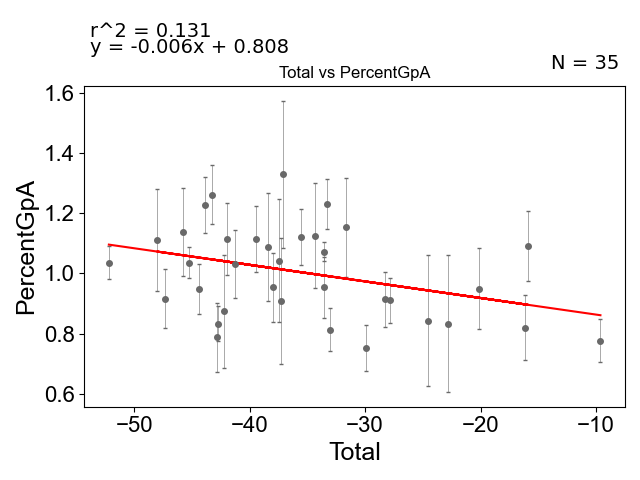 r^2 = 0.131
y = -0.006x + 0.808
N = 35
Total vs PercentGpA
PercentGpA
1.6
1.4
1.2
1.0
0.8
0.6
−50 −40 −30 −20 −10
Total